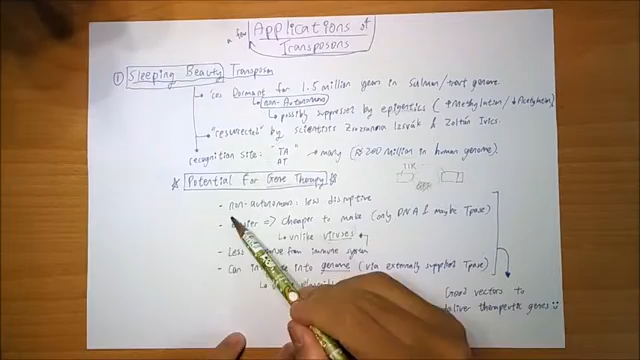 a few Applications of
Transposons
① Sleeping Beauty Transposon
'cos Dormant for 1.5 million years in Salmon/trout genome.
non-Autonomous
possibly suppressed by epigentics (↑Methylation/↓Acetylation)
"resurrected" by scientists Zsuzsanna Izsvák & Zoltán Ivics.
recognition site: "TA
AT" → many (≈200 million in human genome).
TIR
☆ Potential For Gene Therapy ☆
- non-autonomous: less disruptive
- => cheaper to make (only DNA & maybe Tpase)
unlike viruses
- Less from immune system
- Can into genome (via externally supplied Tpase)
Good vectors to
deliver therapeutic genes :)